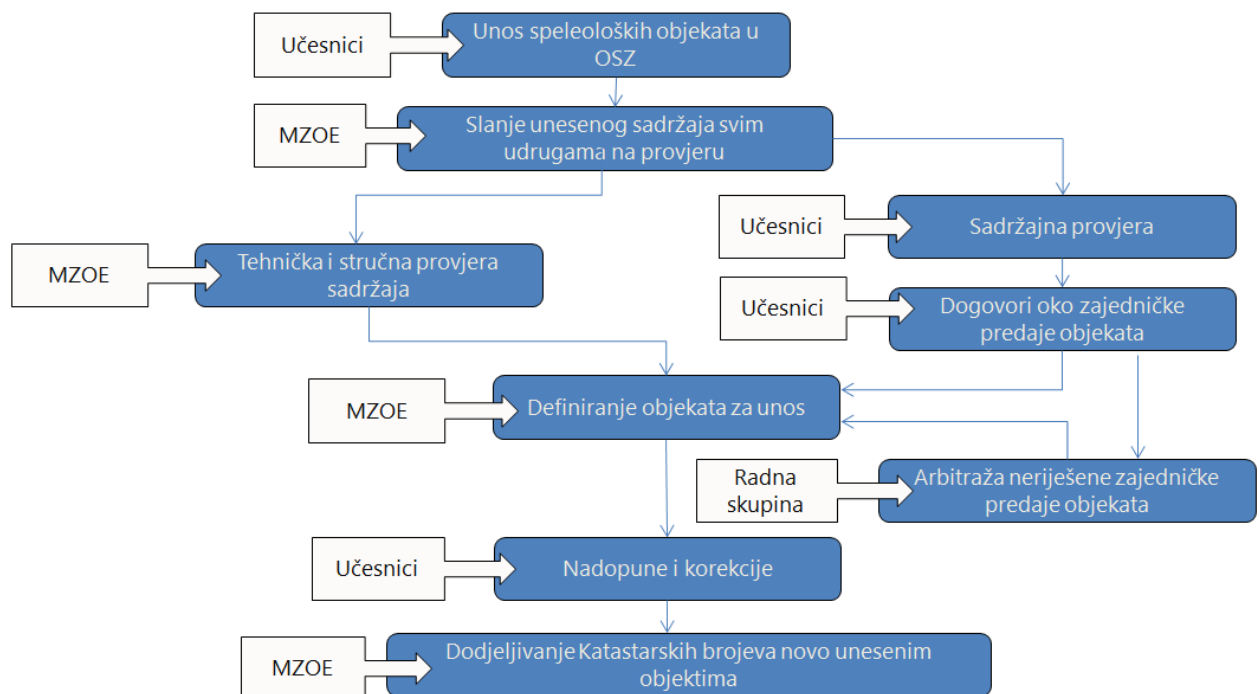 Učesnici
Unos speleoloških objekata u
OSZ
MZOE
Slanje unesenog sadržaja svim
udrugama na provjeru
Učesnici
Sadržajna provjera
MZOE
Tehnička i stručna provjera
sadržaja
Učesnici
Dogovori oko zajedničke
predaje objekata
MZOE
Definiranje objekata za unos
Radna
skupina
Arbitraža neriješene zajedničke
predaje objekata
Učesnici
Nadopune i korekcije
MZOE
Dodjeljivanje Katastarskih brojeva novo unesenim
objektima